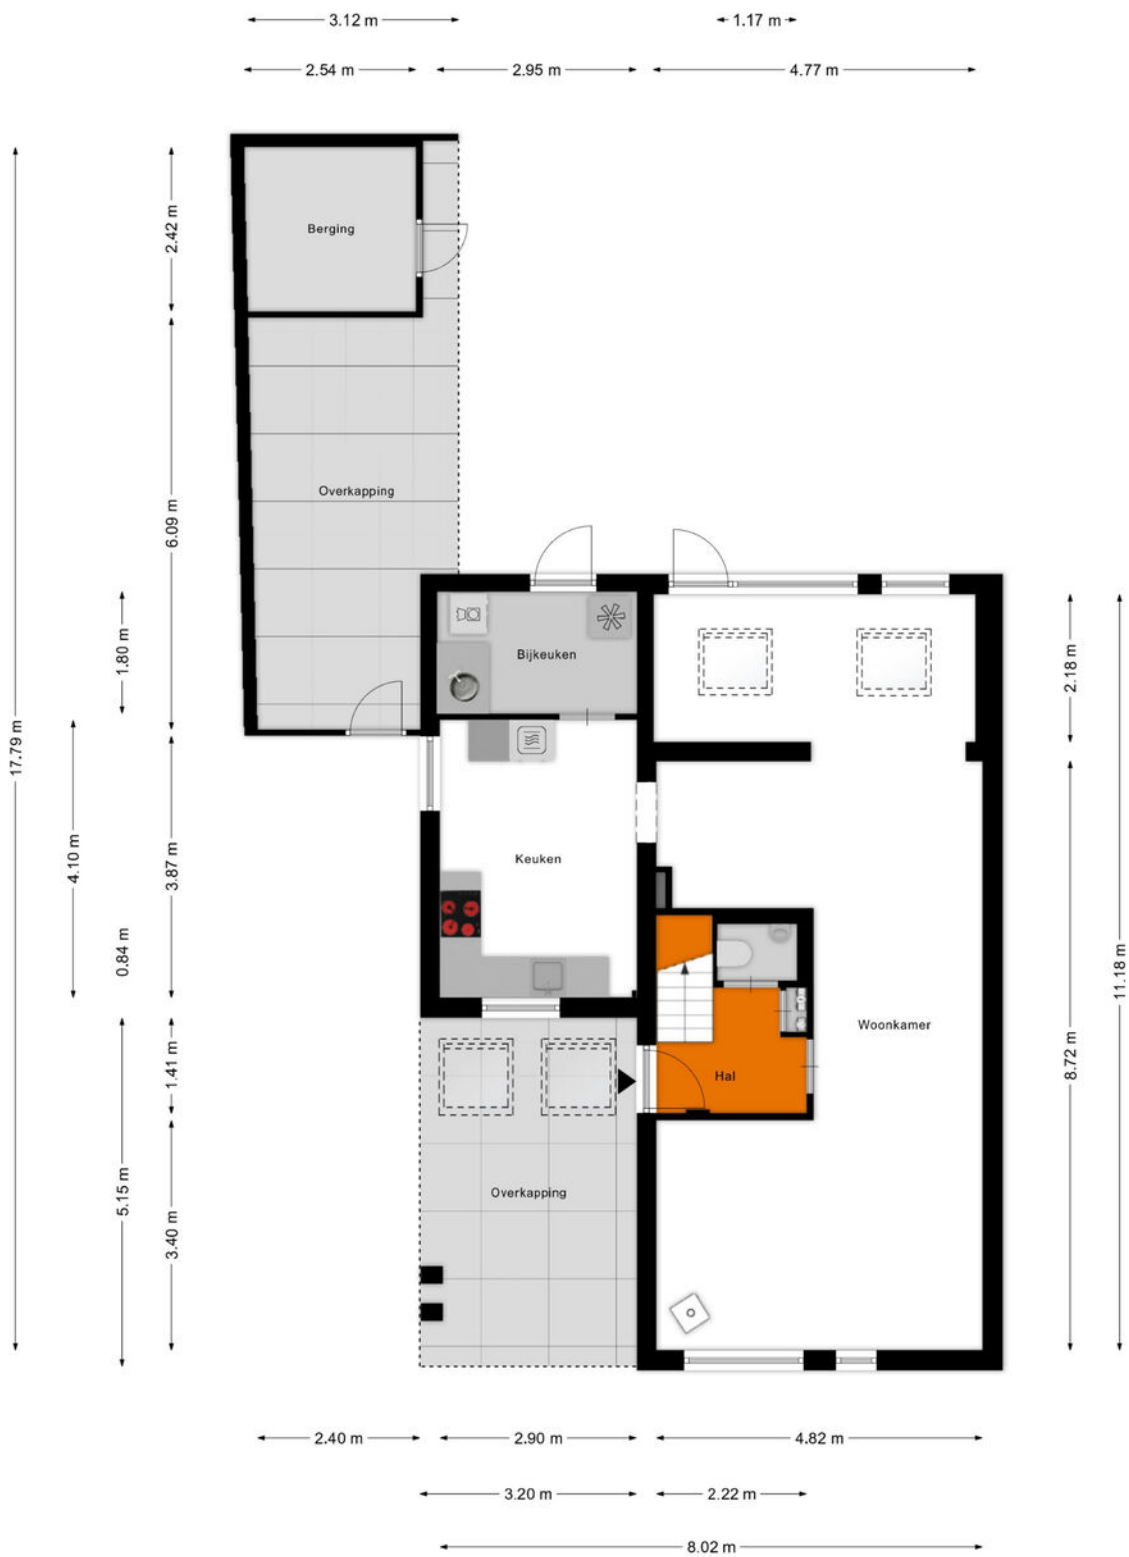 3.12 m
1.17 m
2.54 m
2.95 m
4.77 m
Berging
2.42 m
Overkapping
6.09 m
1.80 m
Bijkeuken
2.18 m
17.79 m
4.10 m
3.87 m
Keuken
0.84 m
11.18 m
Woonkamer
8.72 m
1.41 m
Hal
5.15 m
Overkapping
3.40 m
2.40 m
2.90 m
4.82 m
3.20 m
2.22 m
8.02 m